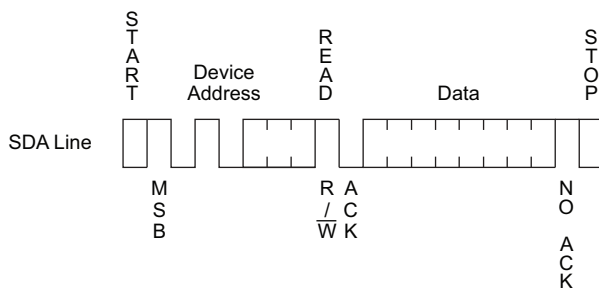 START
Device
Address
READ
Data
STOP
SDA Line
MSB
R/W
ACK
NO ACK